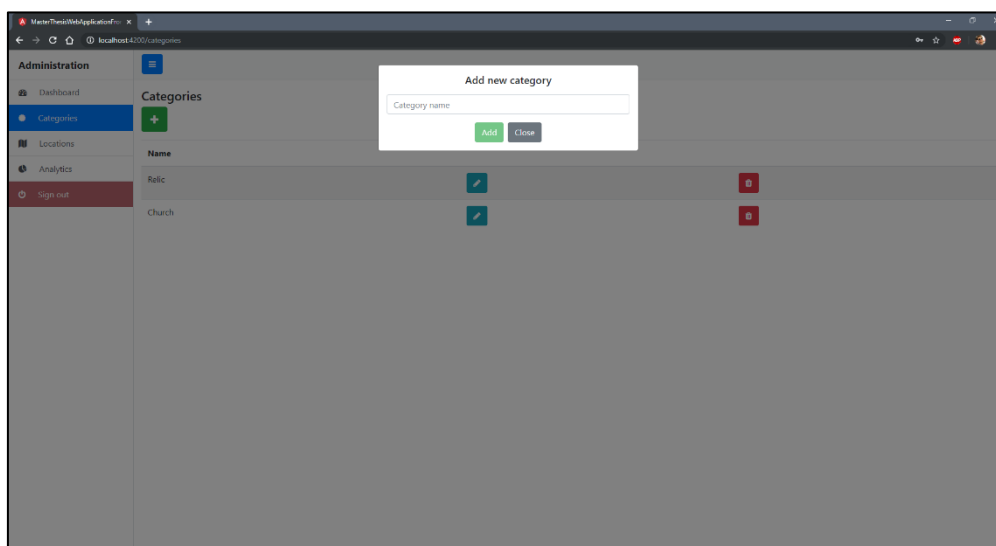 MasterThesisWebApplicationFro
localhost:4200/categories
Administration
Dashboard
Categories
Locations
Analytics
Sign out
Categories
Name
Relic
Church
Add new category
Category name
Add Close